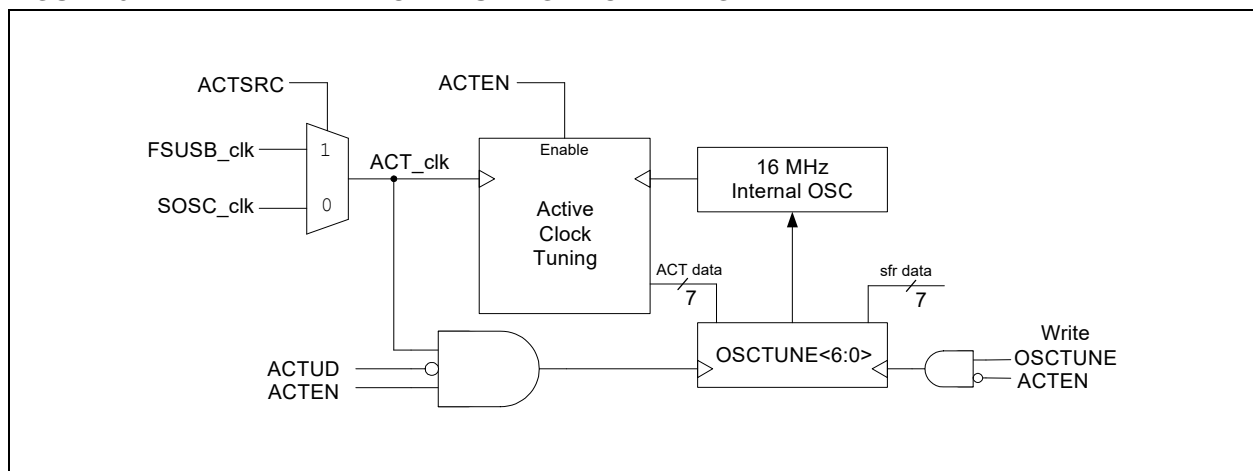 ACTSRC
ACTEN
FSUSB_clk
1
ACT_clk
Enable
16 MHz
Internal OSC
SOSC_clk
0
Active
Clock
Tuning
ACT data
7
sfr data
7
Write
OSCTUNE<6:0>
OSCTUNE
ACTEN
ACTUD
ACTEN